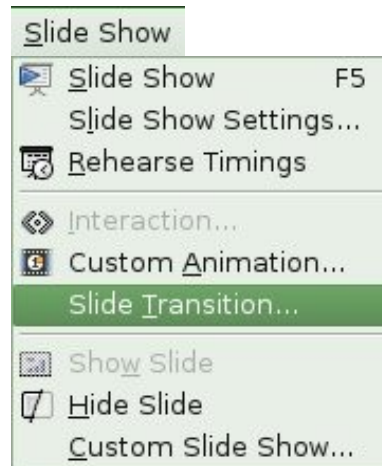 Slide Show
Slide Show F5
Slide Show Settings...
Rehearse Timings
Interaction...
Custom Animation...
Slide Transition...
Show Slide
Hide Slide
Custom Slide Show...